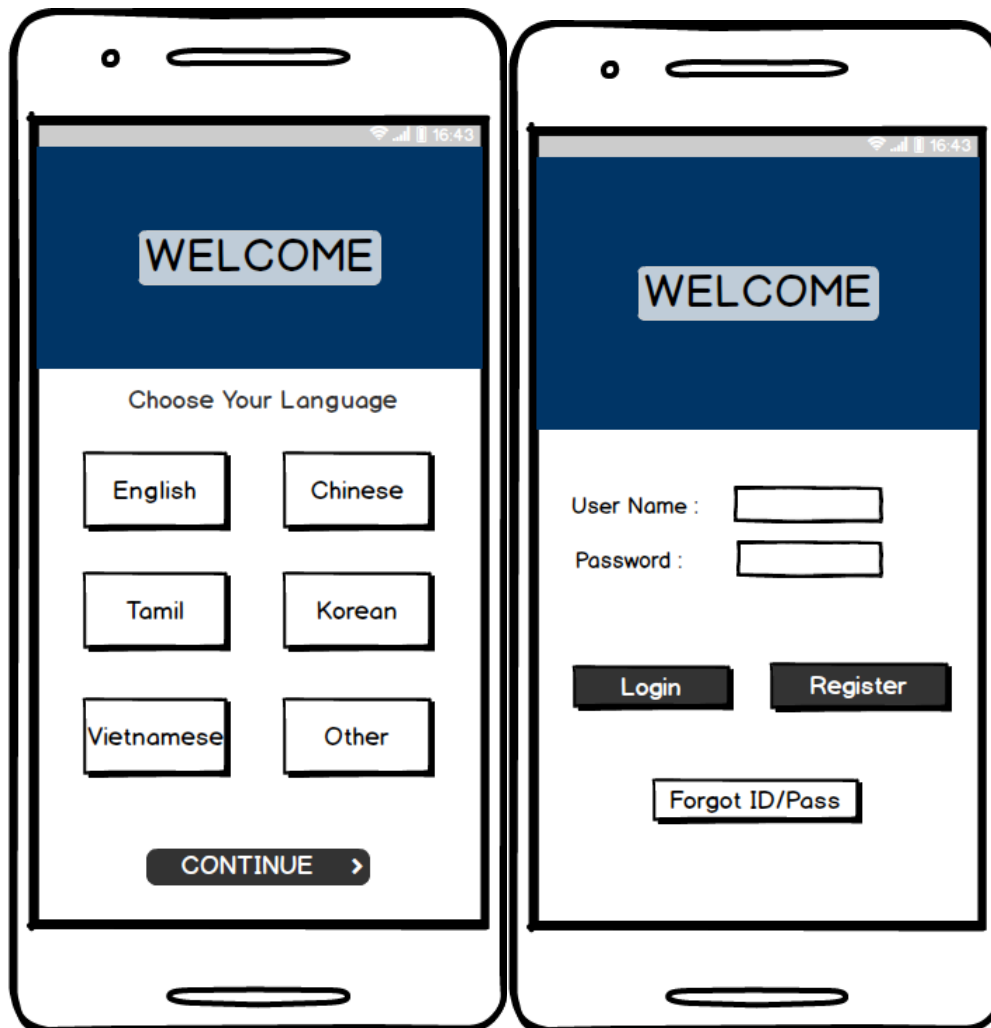 16:43
WELCOME
Choose Your Language
English Chinese
Tamil Korean
Vietnamese Other
CONTINUE
16:43
WELCOME
User Name :
Password :
Login Register
Forgot ID/Pass